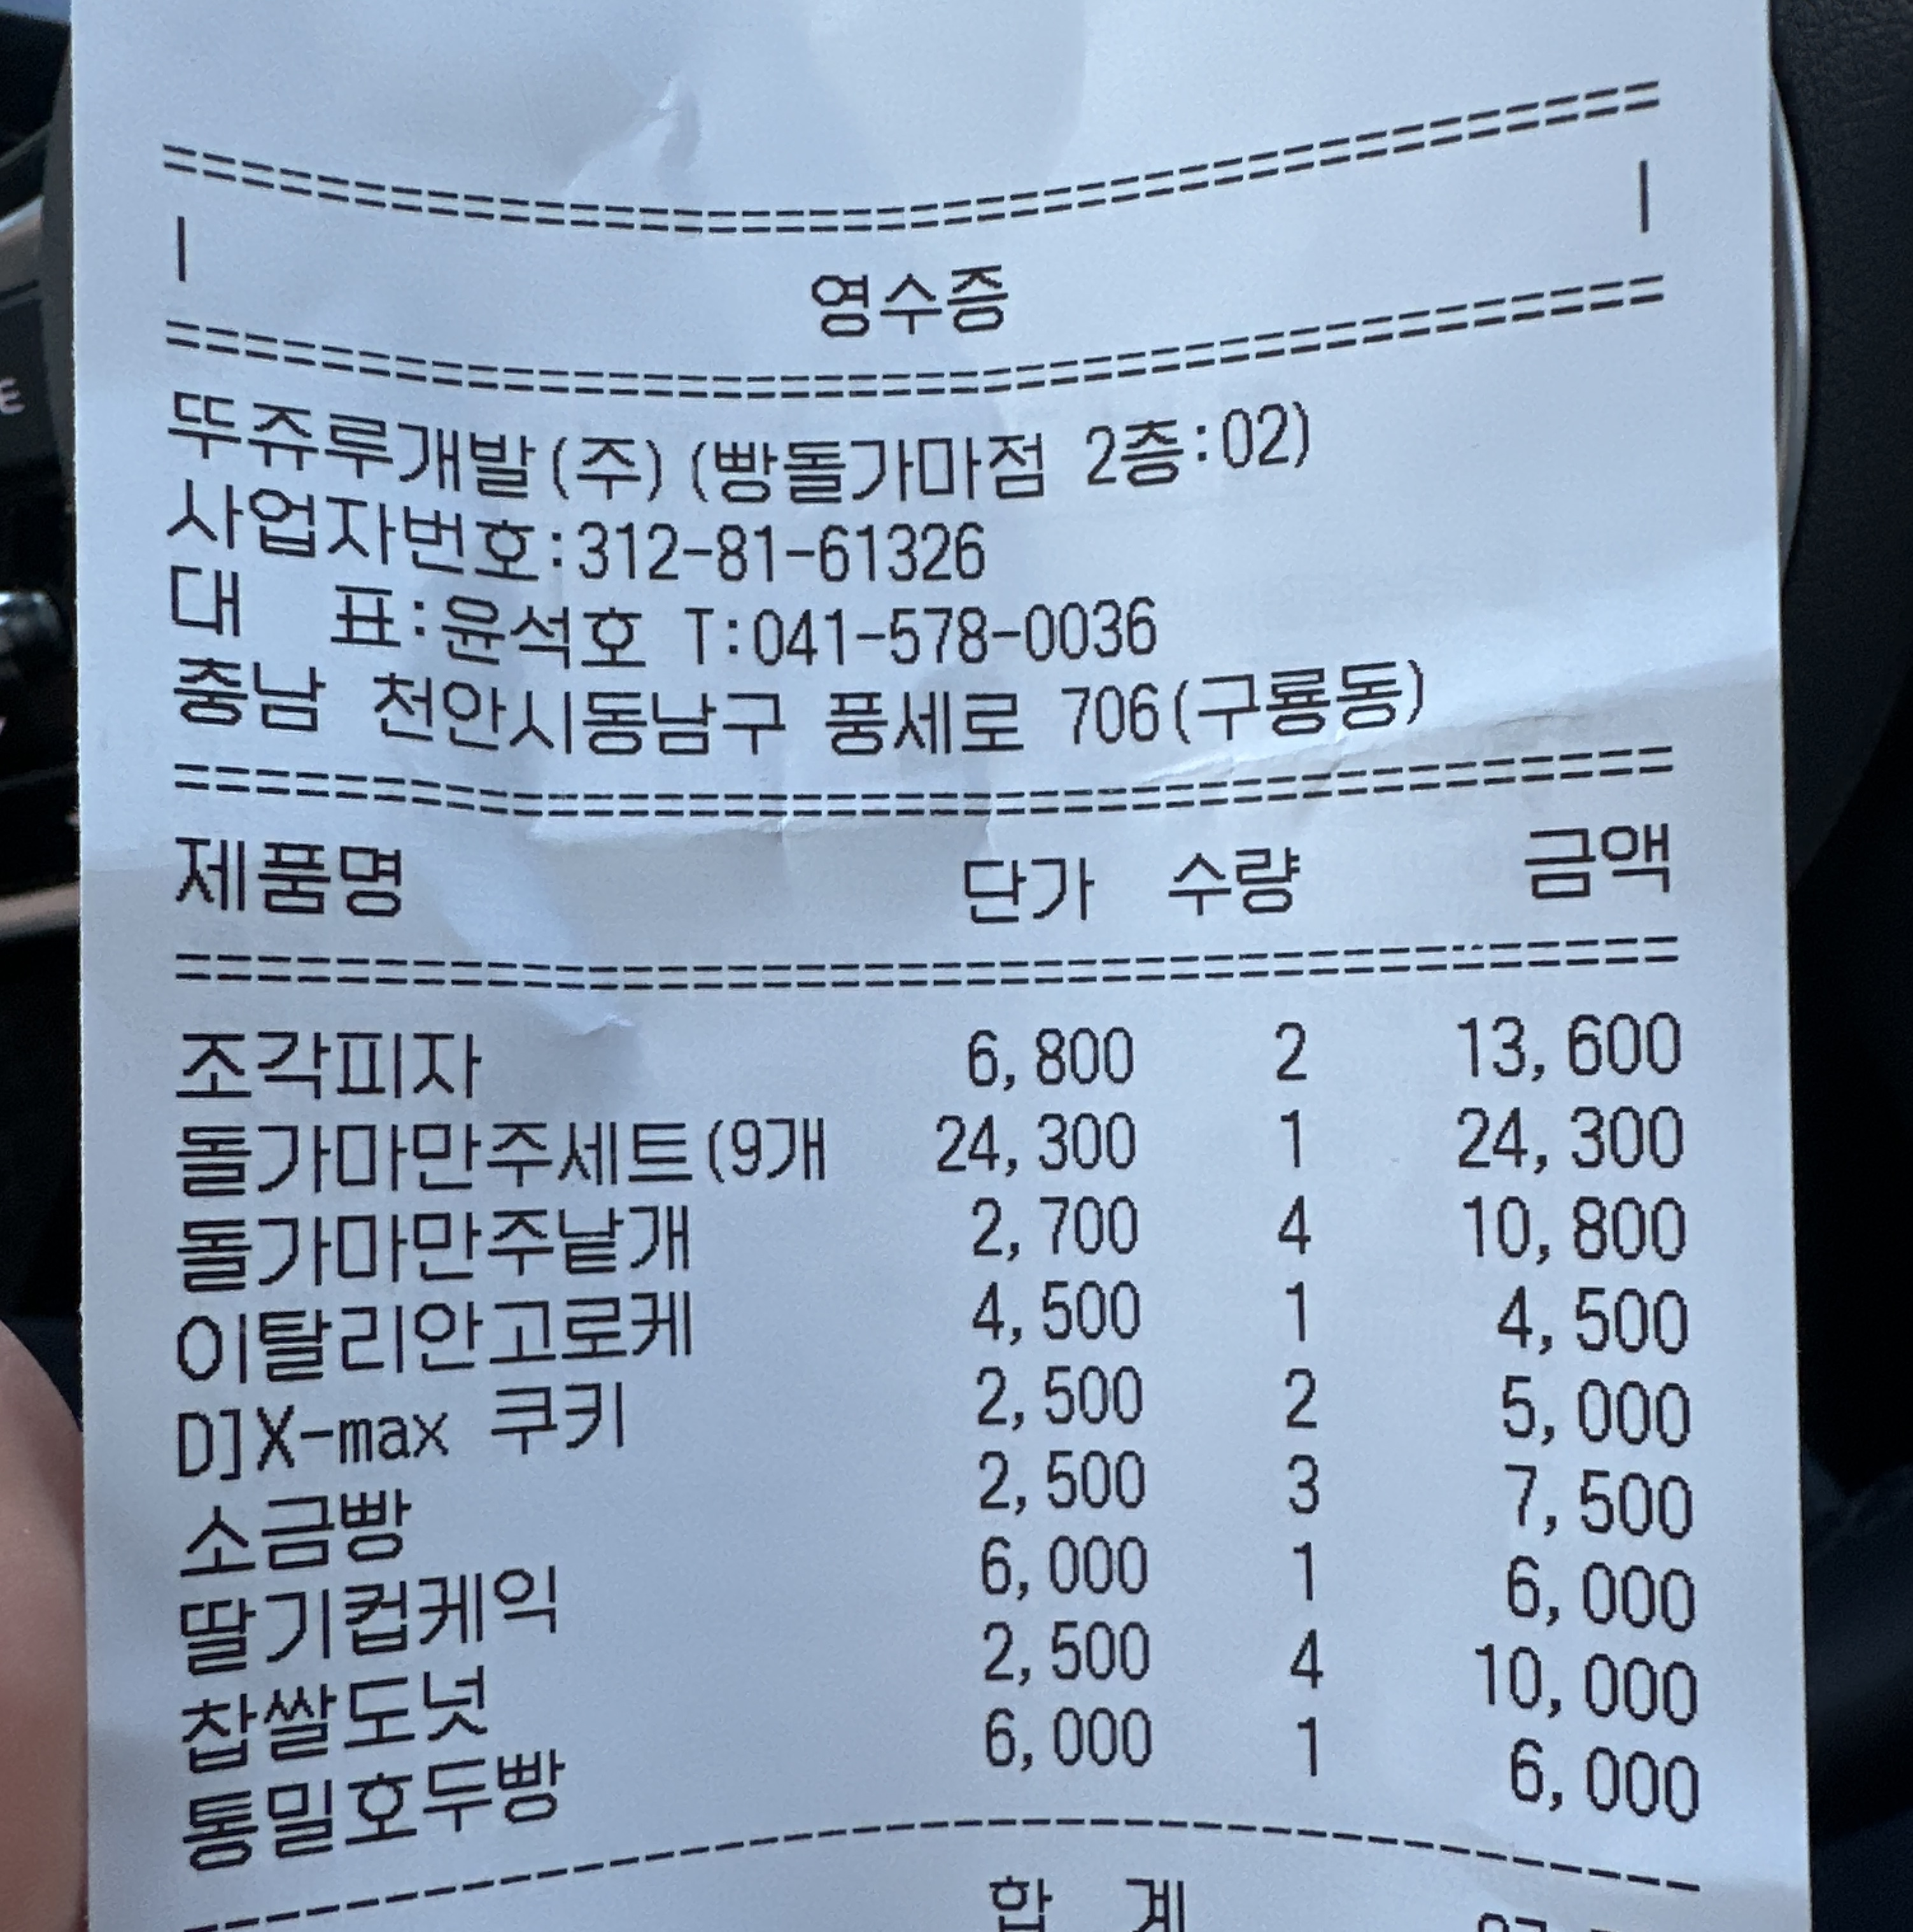 영수증
뚜쥬루개발(주)(빵돌가마점 2층:02)
사업자번호:312-81-61326
대 표:윤석호 T:041-578-0036
충남 천안시동남구 풍세로 706(구룡동)
제품명 단가 수량 금액
조각피자 6,800 2 13,600
돌가마만주세트(9개 24,300 1 24,300
돌가마만주낱개 2,700 4 10,800
이탈리안고로케 4,500 1 4,500
D]X-max 쿠키 2,500 2 5,000
소금빵 2,500 3 7,500
딸기컵케익 6,000 1 6,000
찹쌀도넛 2,500 4 10,000
통밀호두빵 6,000 1 6,000
합 계